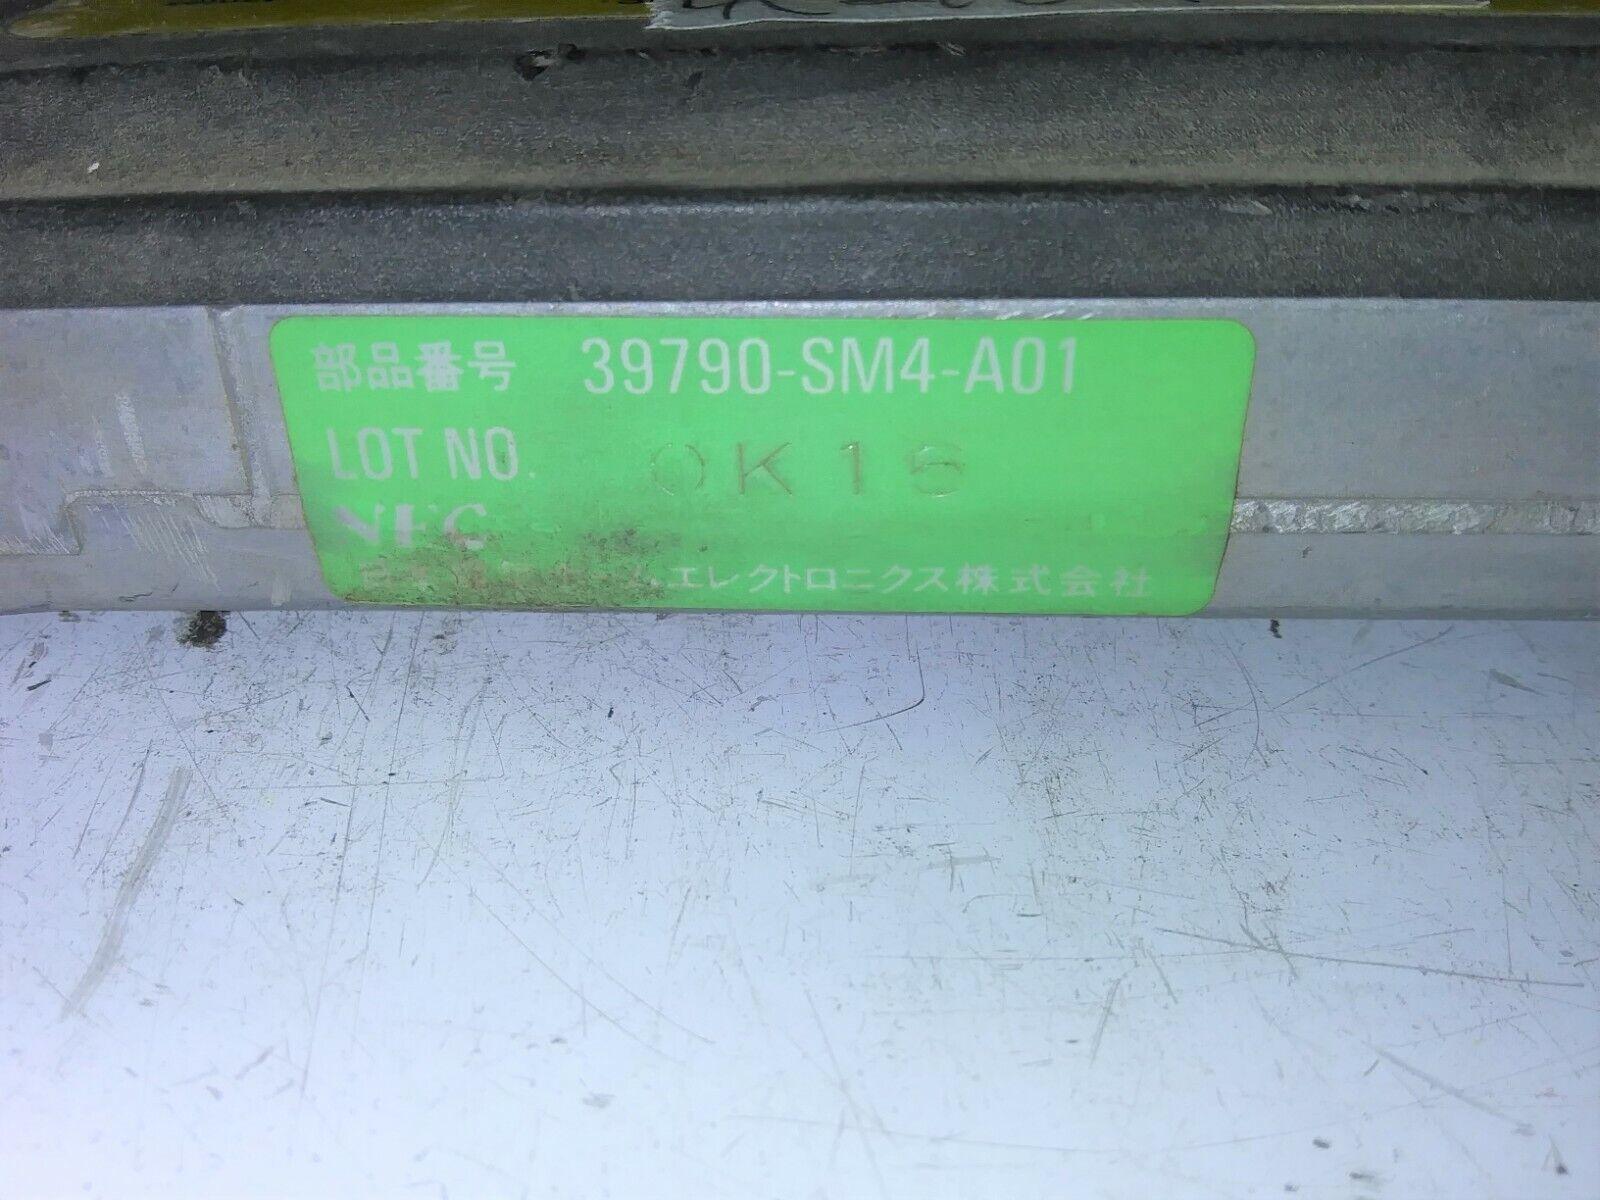 部品番号 39790-SM4-A01
LOT NO. 0K16
NEC
エレクトロニクス株式会社